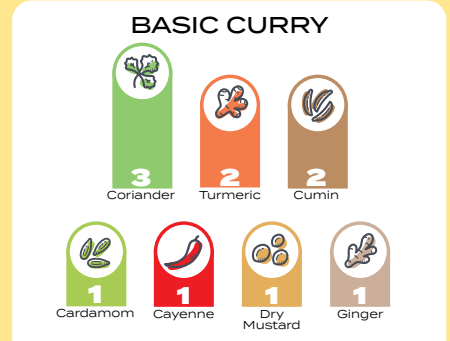 BASIC CURRY
3
2
2
Coriander
Turmeric
Cumin
1
1
1
1
Cardamom
Cayenne
Dry
Mustard
Ginger